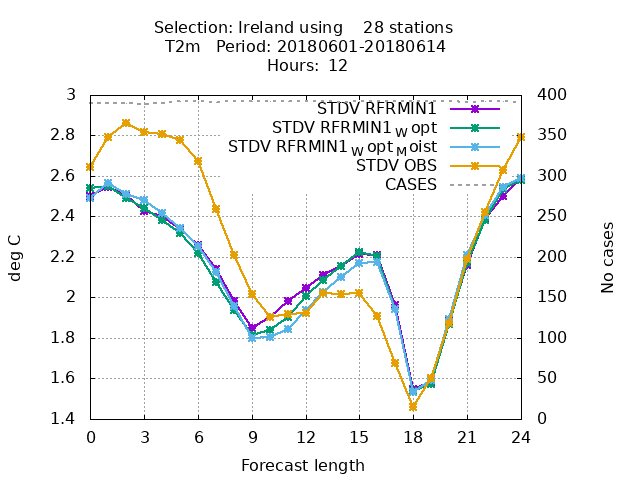 Selection: Ireland using    28 stations
T2m   Period: 20180601-20180614
Hours:  12
3 400
STDV RFRMIN1
2.8 STDV RFRMIN1_W opt 350
STDV RFRMIN1_W opt_M oist
STDV OBS
2.6 CASES 300
2.4 250
2.2 200
2 150
1.8 100
1.6 50
1.4 0
deg C
No cases
0 3 6 9 12 15 18 21 24
Forecast length